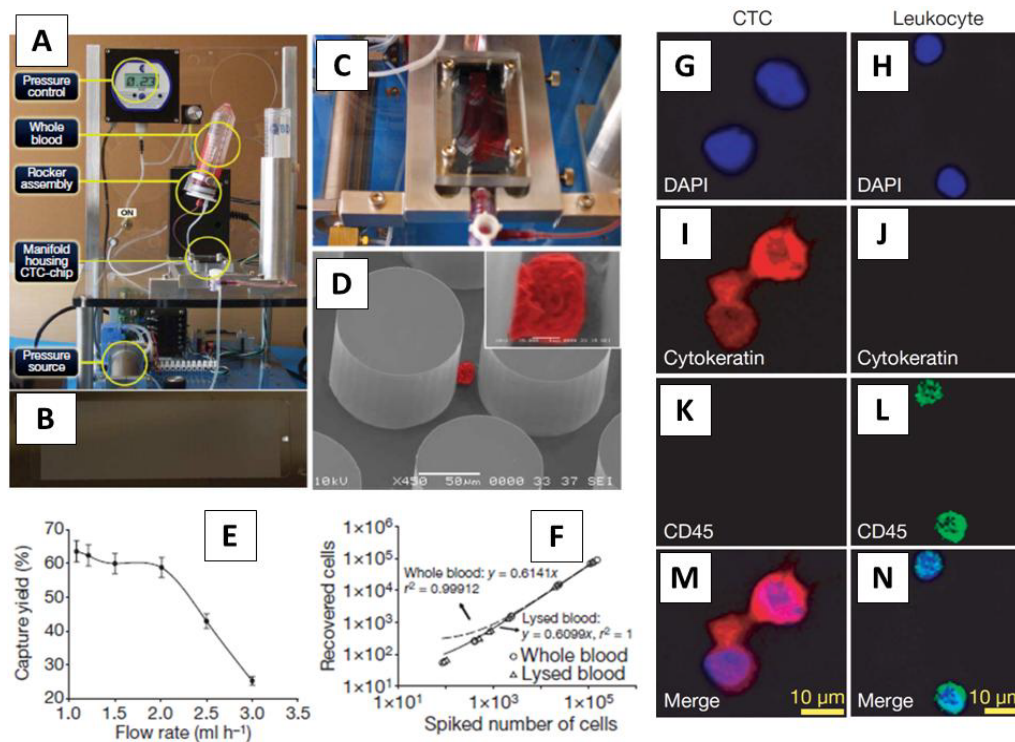 A
Pressure
control
0.23
Whole
blood
Rocker
assembly
ON
Manifold
housing
CTC-chip
Pressure
source
B
C
D
10kV X450 50μm 0000 33 37 SEI
E
Capture yield (%)
70
60
50
40
30
20
1.0 1.5 2.0 2.5 3.0 3.5
Flow rate (ml h⁻¹)
F
Recovered cells
1×10⁶
1×10⁵
1×10⁴
1×10³
1×10²
1×10¹
Whole blood: y = 0.6141x
r² = 0.99912
Lysed blood:
y = 0.6099x, r² = 1
Whole blood
Lysed blood
1×10¹ 1×10³ 1×10⁵
Spiked number of cells
CTC Leukocyte
G
DAPI
H
DAPI
I
Cytokeratin
J
Cytokeratin
K
CD45
L
CD45
M
Merge
10 μm
N
Merge
10 μm